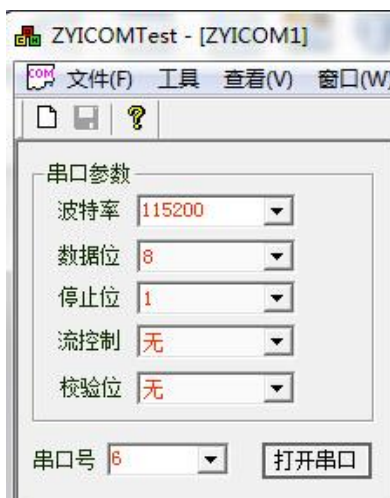 ZYICOMTest - [ZYICOM1]
文件(F) 工具 查看(V) 窗口(W
串口参数
波特率 115200
数据位 8
停止位 1
流控制 无
校验位 无
串口号 6 打开串口